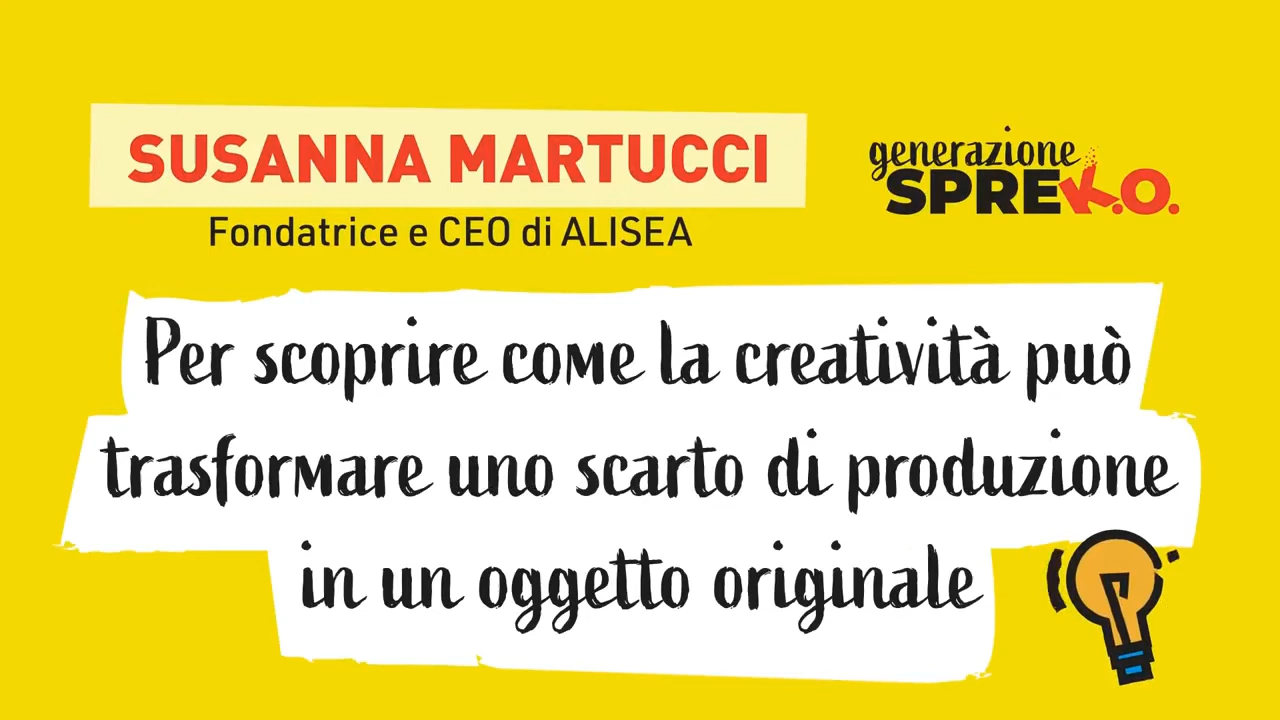 SUSANNA MARTUCCI
Fondatrice e CEO di ALISEA
generazione
SPREK.O.
Per scoprire come la creatività può
trasformare uno scarto di produzione
in un oggetto originale